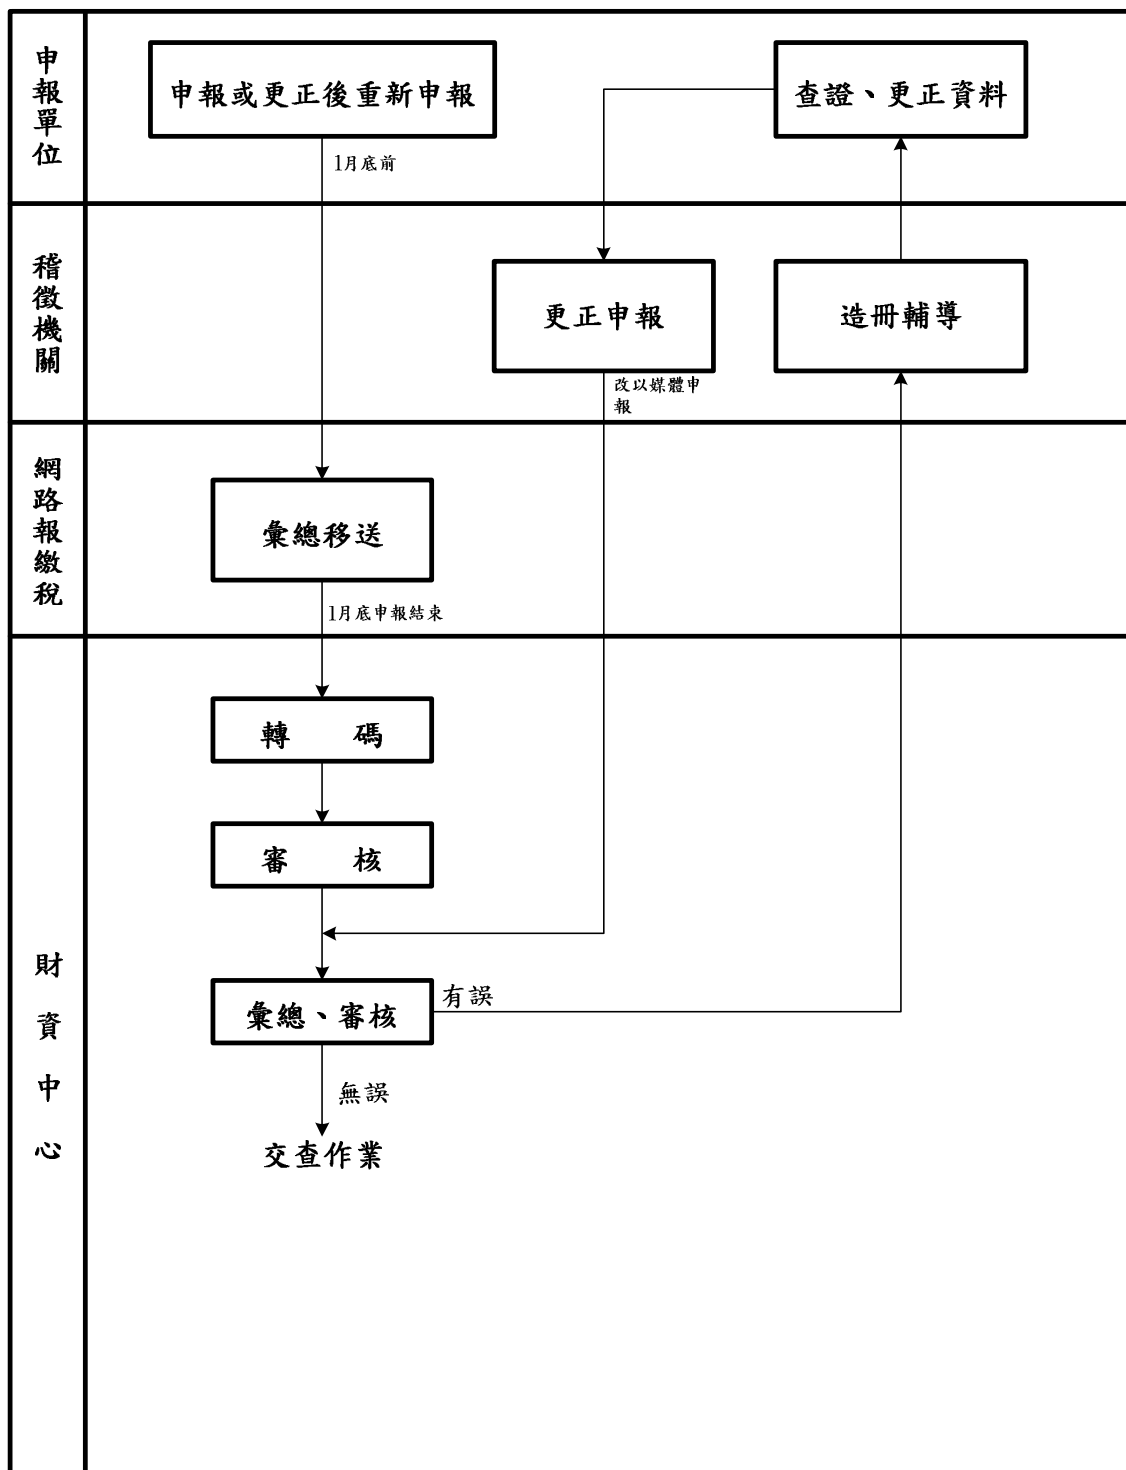 申報單位
申報或更正後重新申報
查證、更正資料
1月底前
稽徵機關
更正申報
造冊輔導
改以媒體申
報
網路報繳稅
彙總移送
1月底申報結束
財資中心
轉 碼
審 核
彙總、審核
有誤
無誤
交查作業